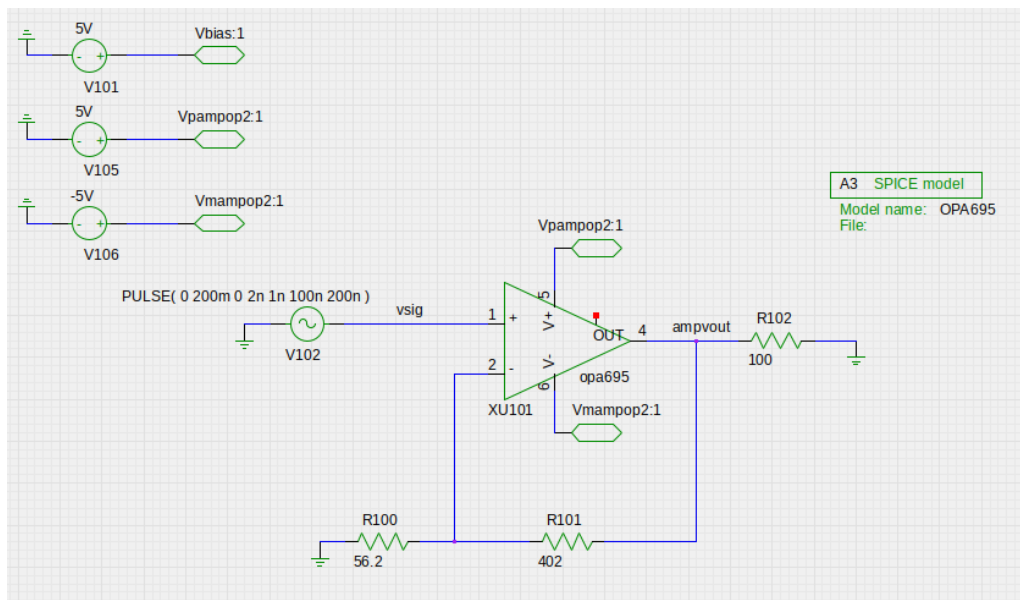 5V
Vbias:1
- +
V101
5V
Vpampop2:1
- +
V105
-5V
Vmampop2:1
- +
V106
A3 SPICE model
Model name: OPA695
File:
Vpampop2:1
PULSE( 0 200m 0 2n 1n 100n 200n )
vsig
V102
1
+
5
V+
OUT
4
ampvout
R102
100
2
-
V-
6
opa695
XU101
Vmampop2:1
R100
56.2
R101
402